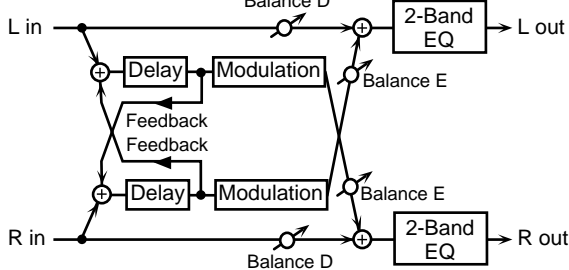 Balance D
L in
2-Band
EQ
L out
Delay
Modulation
Balance E
Feedback
Feedback
Delay
Modulation
Balance E
R in
2-Band
EQ
R out
Balance D